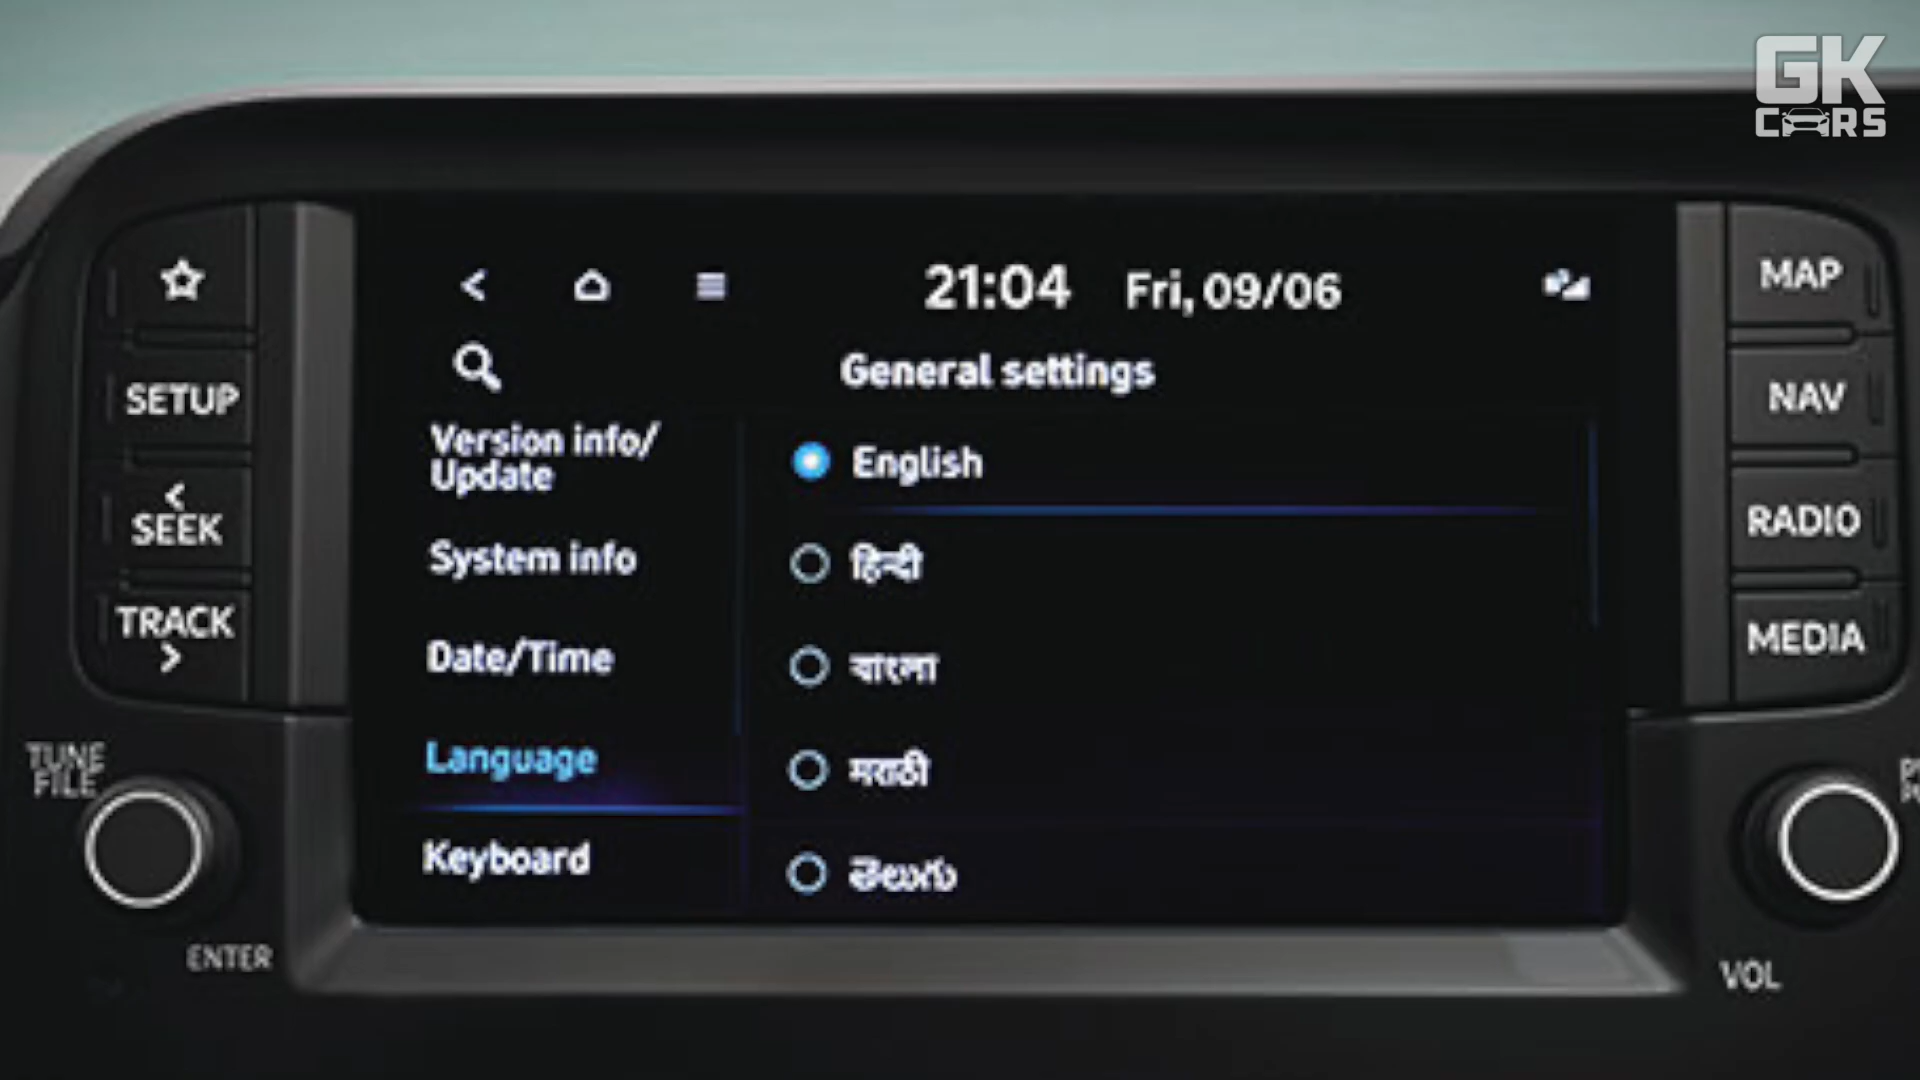 GK
CARS
21:04 Fri, 09/06
General settings
SETUP
<
SEEK
TRACK
>
TUNE
FILE
ENTER
Version info/
Update
System info
Date/Time
Language
Keyboard
English
हिन्दी
বাংলা
मराठी
తెలుగు
MAP
NAV
RADIO
MEDIA
VOL